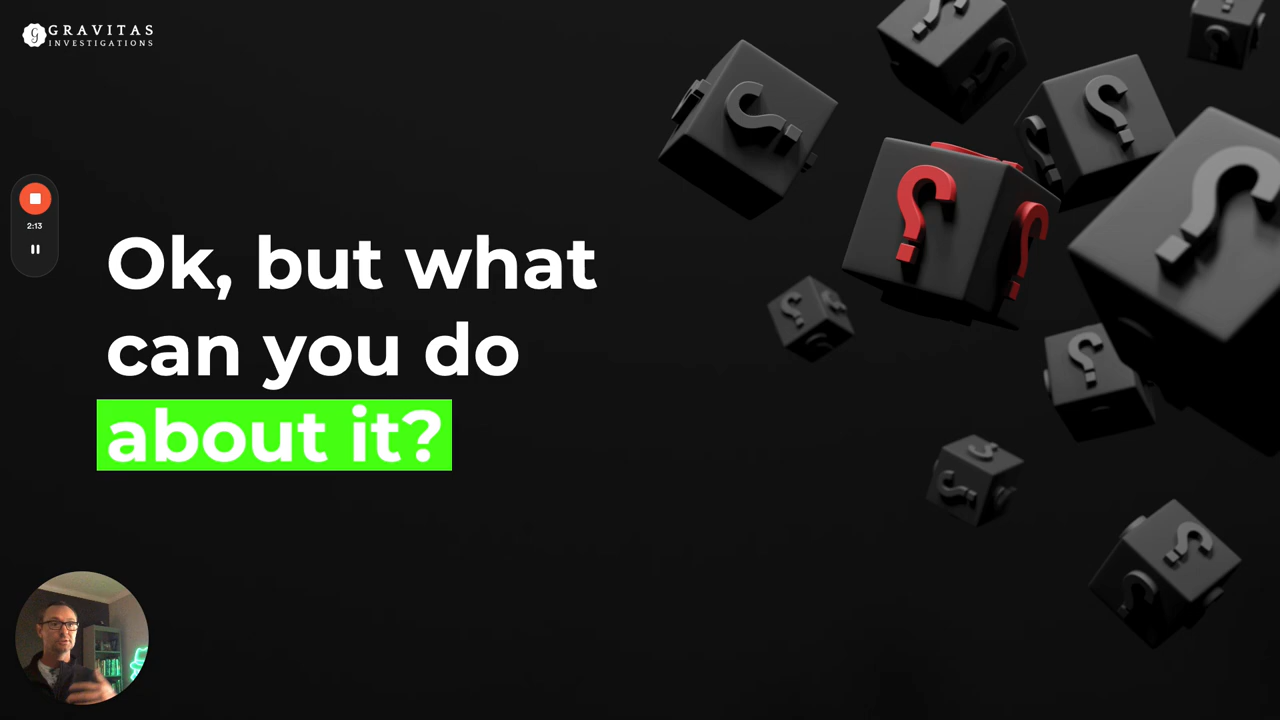 GRAVITAS
INVESTIGATIONS
2:13
Ok, but what
can you do
about it?